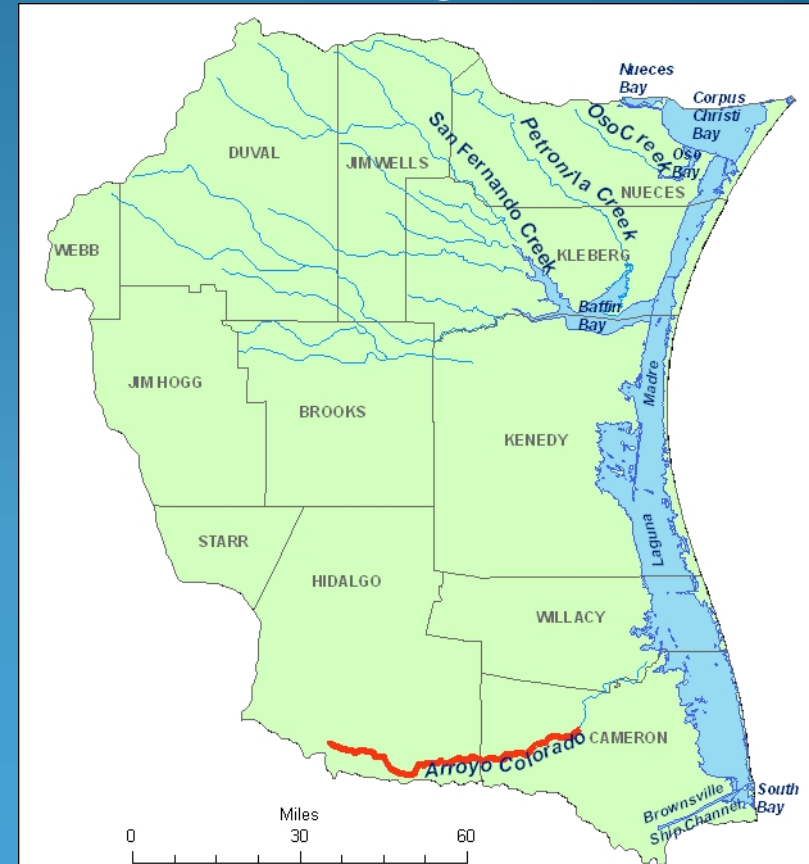 Nueces
Bay
Corpus
Christi
Bay
Oso Creek
Oso
Bay
Petronila Creek
San Fernando Creek
DUVAL
JIM WELLS
NUECES
WEBB
KLEBERG
Baffin
Bay
JIM HOGG
BROOKS
KENEDY
Madre
Laguna
STARR
HIDALGO
WILLACY
CAMERON
Arroyo Colorado
South
Bay
Brownsville
Ship Channel
Miles
0 30 60